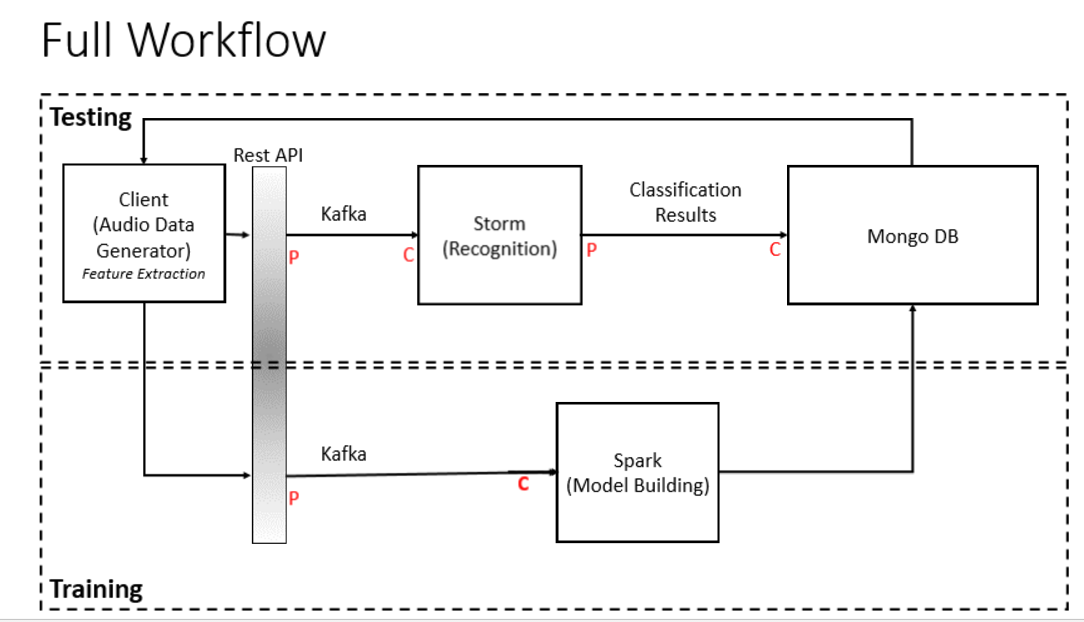 Full Workflow
Testing
Rest API
Client
(Audio Data
Generator)
Feature Extraction
Kafka
P
C
Storm
(Recognition)
Classification
Results
P
C
Mongo DB
Kafka
P
C
Spark
(Model Building)
Training